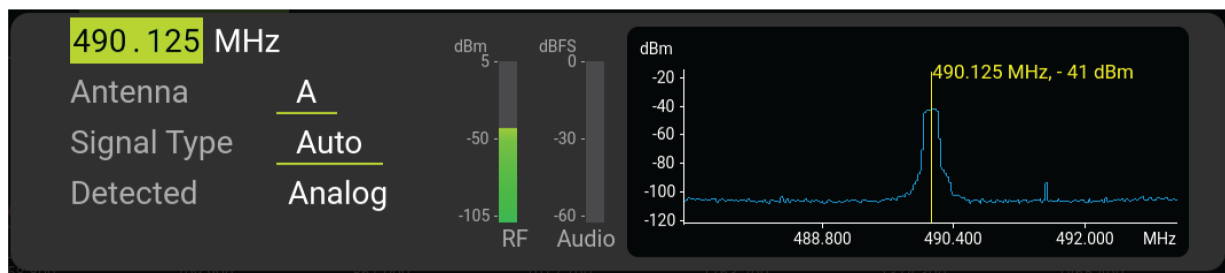 490.125 MHz
Antenna A
Signal Type Auto
Detected Analog
dBm dBFS
5 - 0 -
-50 - -30 -
-105 - -60 -
RF Audio
dBm
490.125 MHz, - 41 dBm
-20
-40
-60
-80
-100
-120
488.800 490.400 492.000 MHz